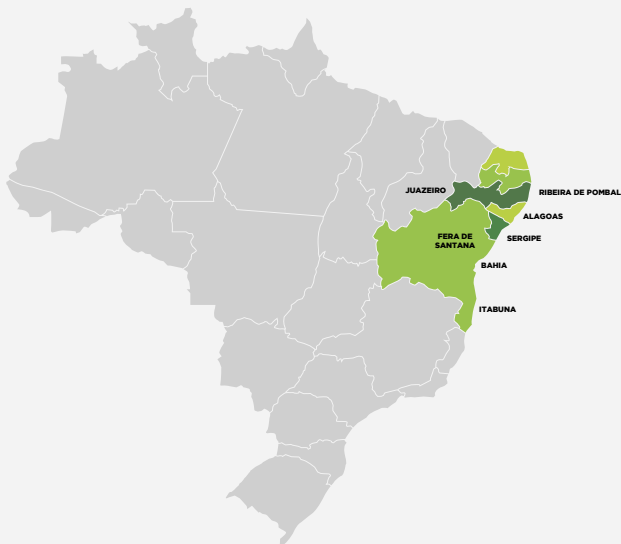 JUAZEIRO
RIBEIRA DE POMBAL
ALAGOAS
FERA DE
SANTANA
SERGIPE
BAHIA
ITABUNA